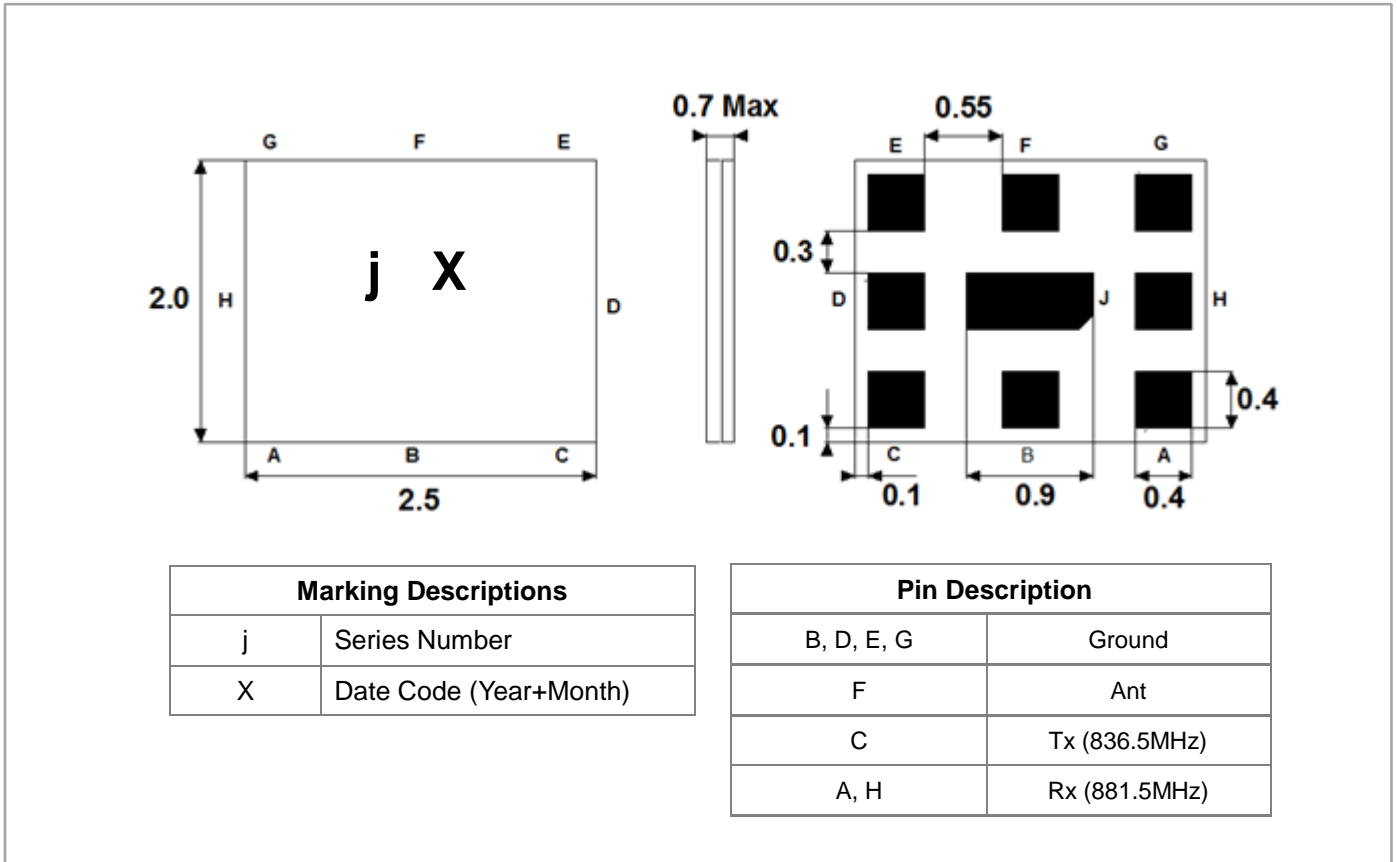 0.7 Max 0.55
G F E E F G
j X
0.3
2.0 H D D J H
0.4
0.1
A B C C B A
2.5 0.1 0.9 0.4
Marking Descriptions
j Series Number
X Date Code (Year+Month)
Pin Description
B, D, E, G Ground
F Ant
C Tx (836.5MHz)
A, H Rx (881.5MHz)